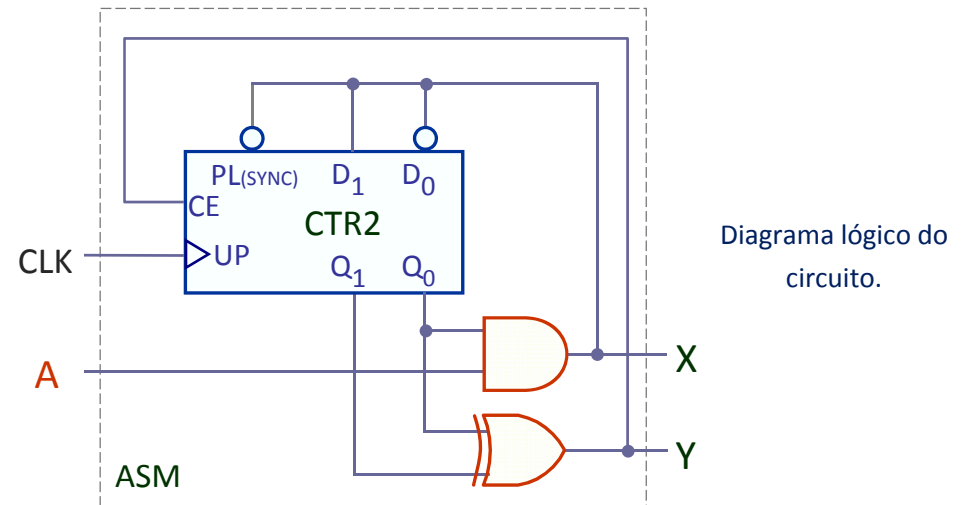 PL(SYNC) D1 D0
CE
CTR2
CLK
UP
Q1 Q0
A
X
Y
ASM
Diagrama lógico do
circuito.